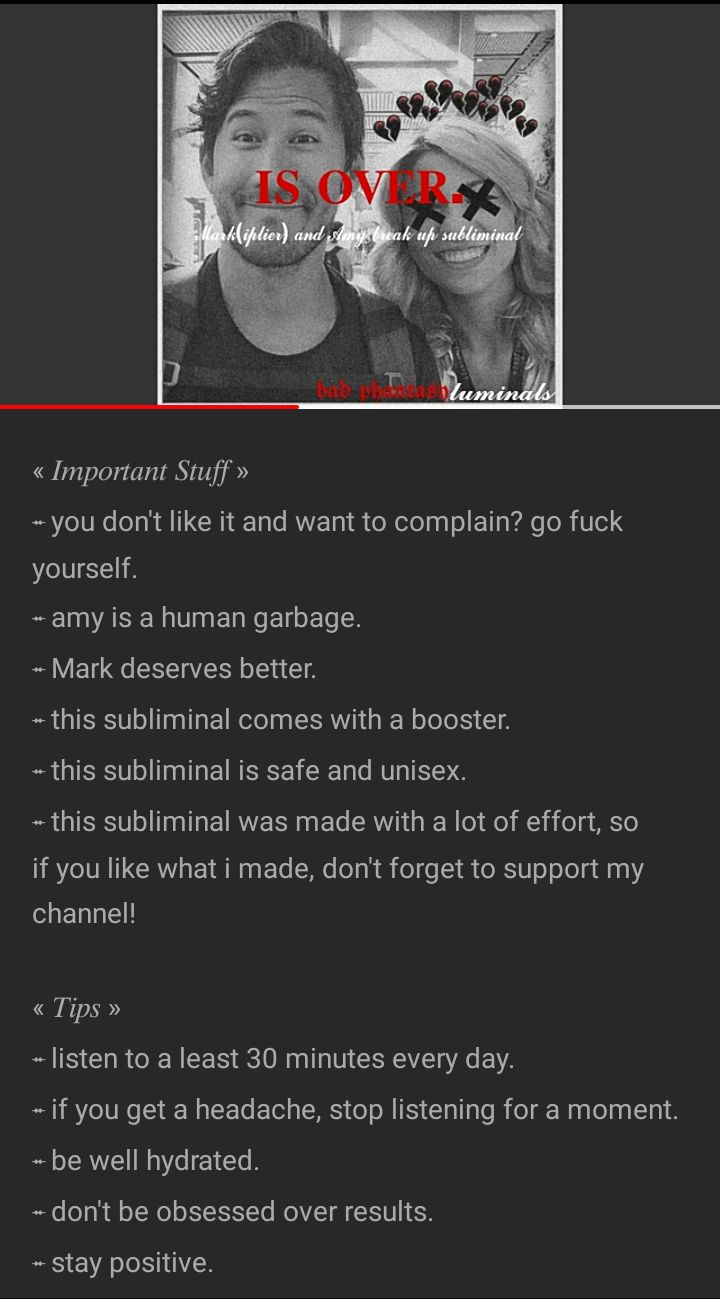 IS OVER.
Mark(iplier) and Amy break up subliminal
bad phantasyluminals
« Important Stuff »
⤞ you don't like it and want to complain? go fuck
yourself.
⤞ amy is a human garbage.
⤞ Mark deserves better.
⤞ this subliminal comes with a booster.
⤞ this subliminal is safe and unisex.
⤞ this subliminal was made with a lot of effort, so
if you like what i made, don't forget to support my
channel!
« Tips »
⤞ listen to a least 30 minutes every day.
⤞ if you get a headache, stop listening for a moment.
⤞ be well hydrated.
⤞ don't be obsessed over results.
⤞ stay positive.